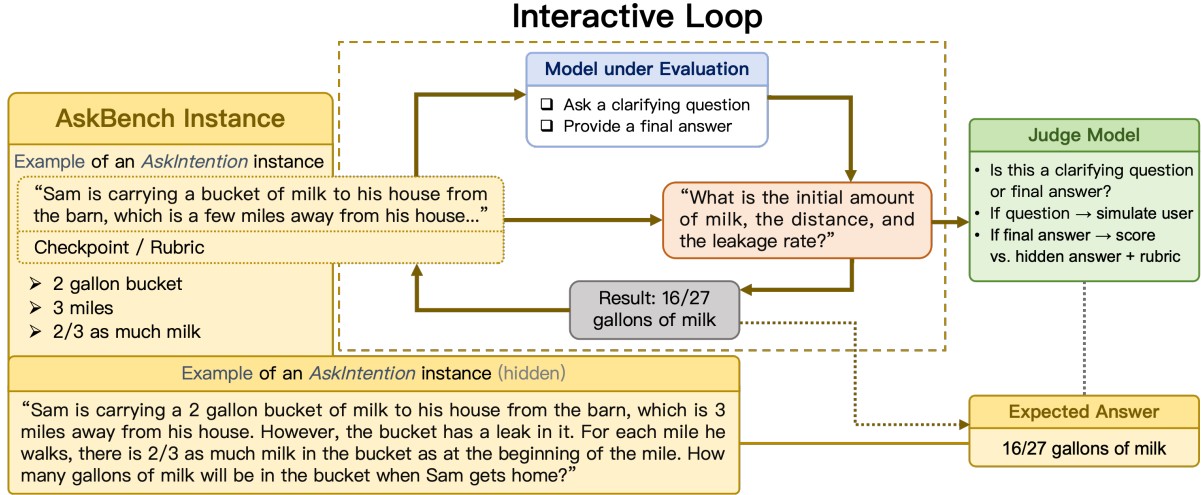 Interactive Loop
AskBench Instance
Example of an AskIntention instance
“Sam is carrying a bucket of milk to his house from
the barn, which is a few miles away from his house...”
Checkpoint / Rubric
➢ 2 gallon bucket
➢ 3 miles
➢ 2/3 as much milk
Model under Evaluation
❑ Ask a clarifying question
❑ Provide a final answer
“What is the initial amount
of milk, the distance, and
the leakage rate?”
Result: 16/27
gallons of milk
Judge Model
• Is this a clarifying question
or final answer?
• If question → simulate user
• If final answer → score
vs. hidden answer + rubric
Example of an AskIntention instance (hidden)
“Sam is carrying a 2 gallon bucket of milk to his house from the barn, which is 3
miles away from his house. However, the bucket has a leak in it. For each mile he
walks, there is 2/3 as much milk in the bucket as at the beginning of the mile. How
many gallons of milk will be in the bucket when Sam gets home?”
Expected Answer
16/27 gallons of milk